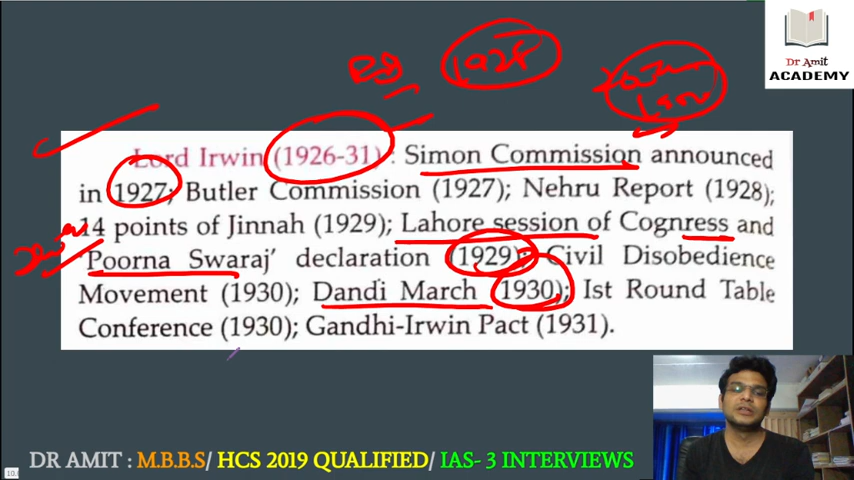 1928
Dr Amit
ACADEMY
Lord Irwin (1926-31) : Simon Commission announced
in 1927; Butler Commission (1927); Nehru Report (1928);
14 points of Jinnah (1929); Lahore session of Cognress and
Poorna Swaraj' declaration (1929); Civil Disobedience
Movement (1930); Dandi March (1930); Ist Round Table
Conference (1930); Gandhi-Irwin Pact (1931).
DR AMIT : M.B.B.S/ HCS 2019 QUALIFIED/ IAS- 3 INTERVIEWS